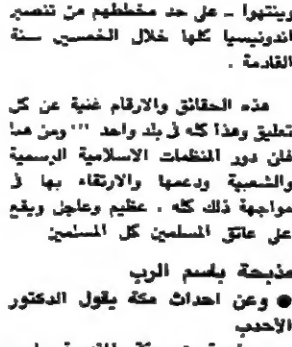 وينتهوا - على حد مخططهم من تنصير
اندونيسيا كلها خلال الخمسين سنة
القادمة .
هذه الحقائق والارقام غنية عن كل
تعليق وهذا كله في بلد واحد !!! ومن هنا
فان دور المنظمات الاسلامية الرسمية
والشعبية ودعمها والارتقاء بها في
مواجهة ذلك كله . عظيم وعاجل ويقع
على عاتق المسلمين كل المسلمين
مذبحة باسم الرب
● وعن احداث مكة يقول الدكتور
الأحدب